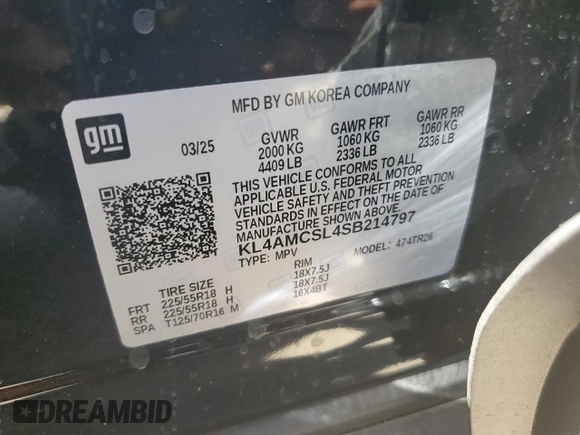 MFD BY GM KOREA COMPANY
gm
03/25
GVWR GAWR FRT GAWR RR
2000 KG 1060 KG 1060 KG
4409 LB 2336 LB 2336 LB
THIS VEHICLE CONFORMS TO ALL
APPLICABLE U.S. FEDERAL MOTOR
VEHICLE SAFETY AND THEFT PREVENTION
STANDARDS IN EFFECT ON THE DATE OF
MANUFACTURE SHOWN ABOVE.
KL4AMCSL4SB214797
TYPE: MPV MODEL: 474TR26
TIRE SIZE RIM
FRT 225/55R18 H 18X7.5J
RR 225/55R18 H 18X7.5J
SPA T125/70R16 M 16X4BT
DREAMBID